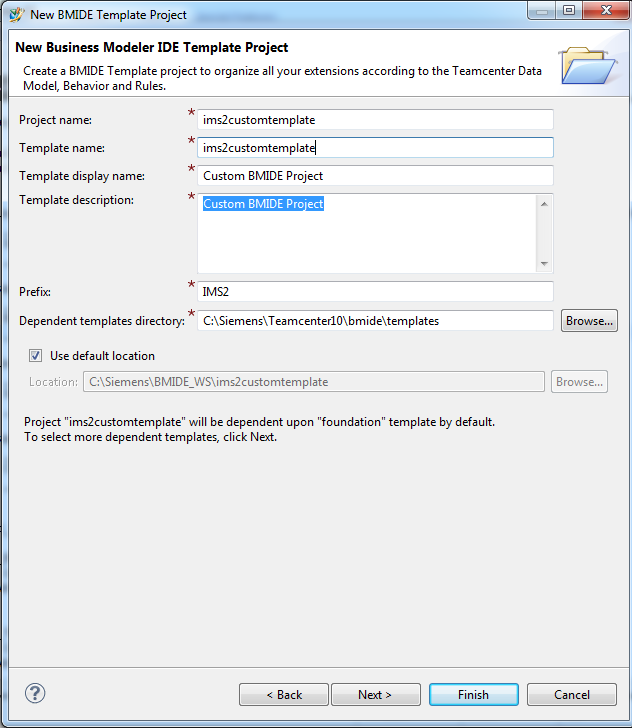 New BMIDE Template Project
New Business Modeler IDE Template Project
Create a BMIDE Template project to organize all your extensions according to the Teamcenter Data
Model, Behavior and Rules.
Project name: * ims2customtemplate
Template name: * ims2customtemplate
Template display name: * Custom BMIDE Project
Template description: * Custom BMIDE Project
Prefix: * IMS2
Dependent templates directory: * C:\Siemens\Teamcenter10\bmide\templates Browse...
Use default location
Location: C:\Siemens\BMIDE_WS\ims2customtemplate Browse...
Project "ims2customtemplate" will be dependent upon "foundation" template by default.
To select more dependent templates, click Next.
? < Back Next > Finish Cancel